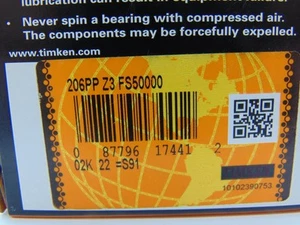 lubrication can result in equipment failure.
• Never spin a bearing with compressed air.
The components may be forcefully expelled.
www.timken.com
206PP Z3 FS50000
0 87796 17441 2
02K 22 =S91
10102390753